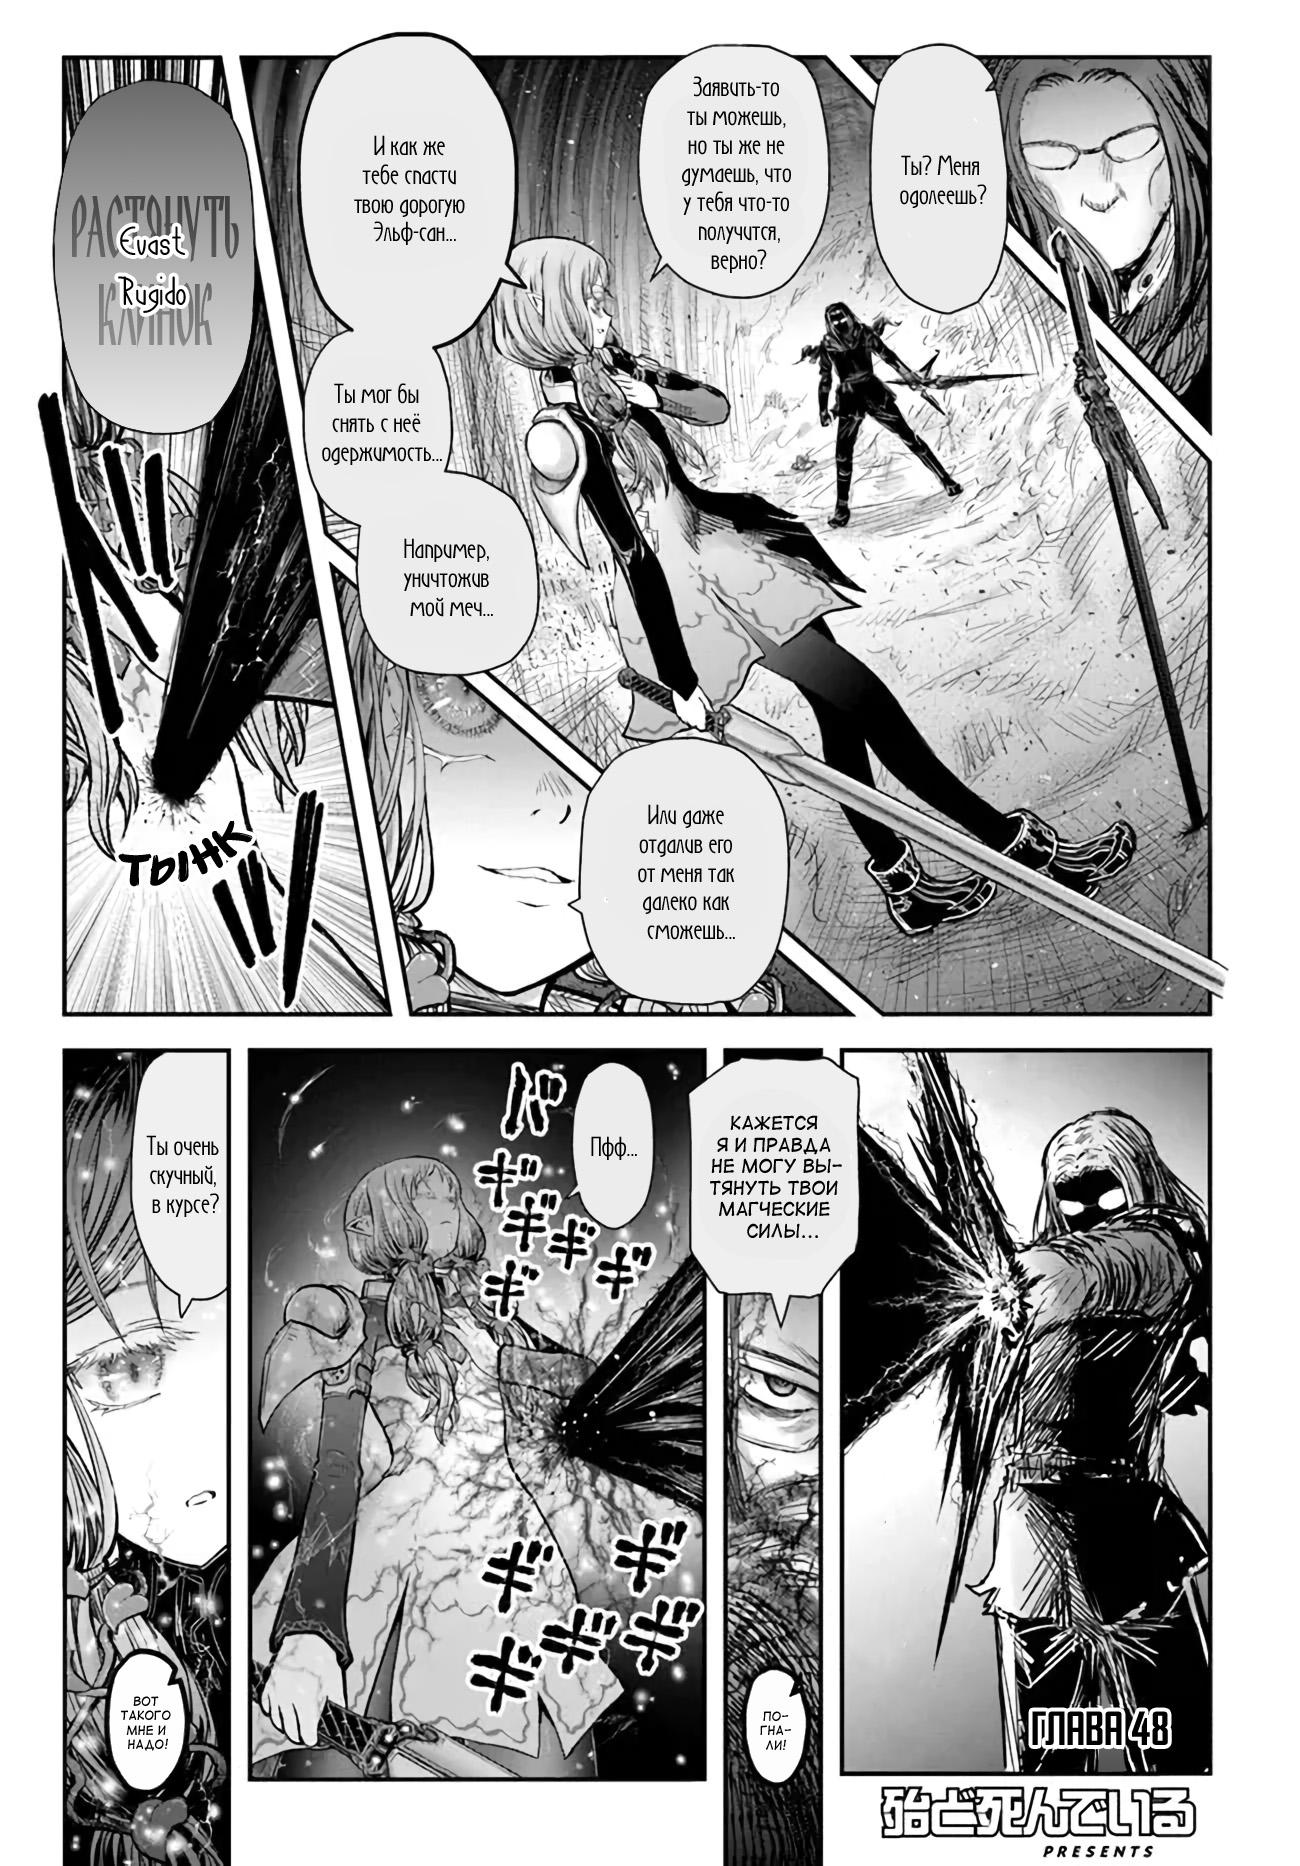 Ты? Меня
одолеешь?
Заявить-то
ты можешь,
но ты же не
думаешь, что
у тебя что-то
получится,
верно?
И как же
тебе спасти
твою дорогую
Эльф-сан...
Ты мог бы
снять с неё
одержимость...
Например,
уничтожив
мой меч...
Или даже
отдалив его
от меня так
далеко как
сможешь...
РАСТЯНУТЬ
КЛИНОК
Evast
Rugido
ТЫНК
КАЖЕТСЯ
Я И ПРАВДА
НЕ МОГУ ВЫ-
ТЯНУТЬ ТВОИ
МАГЧЕСКИЕ
СИЛЫ...
ПО-
ГНА-
ЛИ!
Пфф...
バ
ギ
ギ
ギ
ギ
ギ
ギ
ギ
ギ
ギ
ギ
Ты очень
скучный,
в курсе?
ВОТ
ТАКОГО
МНЕ И
НАДО!
ГЛАВА 48
殆ど死んでいる
PRESENTS